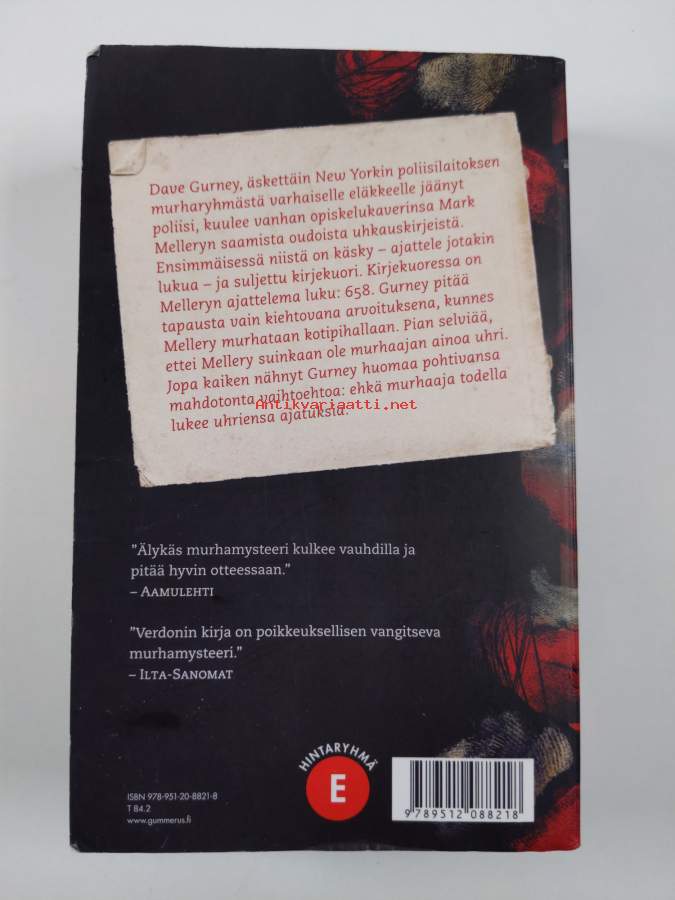 Dave Gurney, äskettäin New Yorkin poliisilaitoksen
murharyhmästä varhaiselle eläkkeelle jäänyt
poliisi, kuulee vanhan opiskelukaverinsa Mark
Melleryn saamista oudoista uhkauskirjeistä.
Ensimmäisessä niistä on käsky – ajattele jotakin
lukua – ja suljettu kirjekuori. Kirjekuoressa on
Melleryn ajattelema luku: 658. Gurney pitää
tapausta vain kiehtovana arvoituksena, kunnes
Mellery murhataan kotipihallaan. Pian selviää,
ettei Mellery suinkaan ole murhaajan ainoa uhri.
Jopa kaiken nähnyt Gurney huomaa pohtivansa
mahdotonta vaihtoehtoa: ehkä murhaaja todella
Antikvariaatti.net
lukee uhriensa ajatuksia.
"Älykäs murhamysteeri kulkee vauhdilla ja
pitää hyvin otteessaan."
– AAMULEHTI
"Verdonin kirja on poikkeuksellisen vangitseva
murhamysteeri."
– ILTA-SANOMAT
HINTARYHMÄ
E
ISBN 978-951-20-8821-8
T 84.2
www.gummerus.fi
9 789512 088218